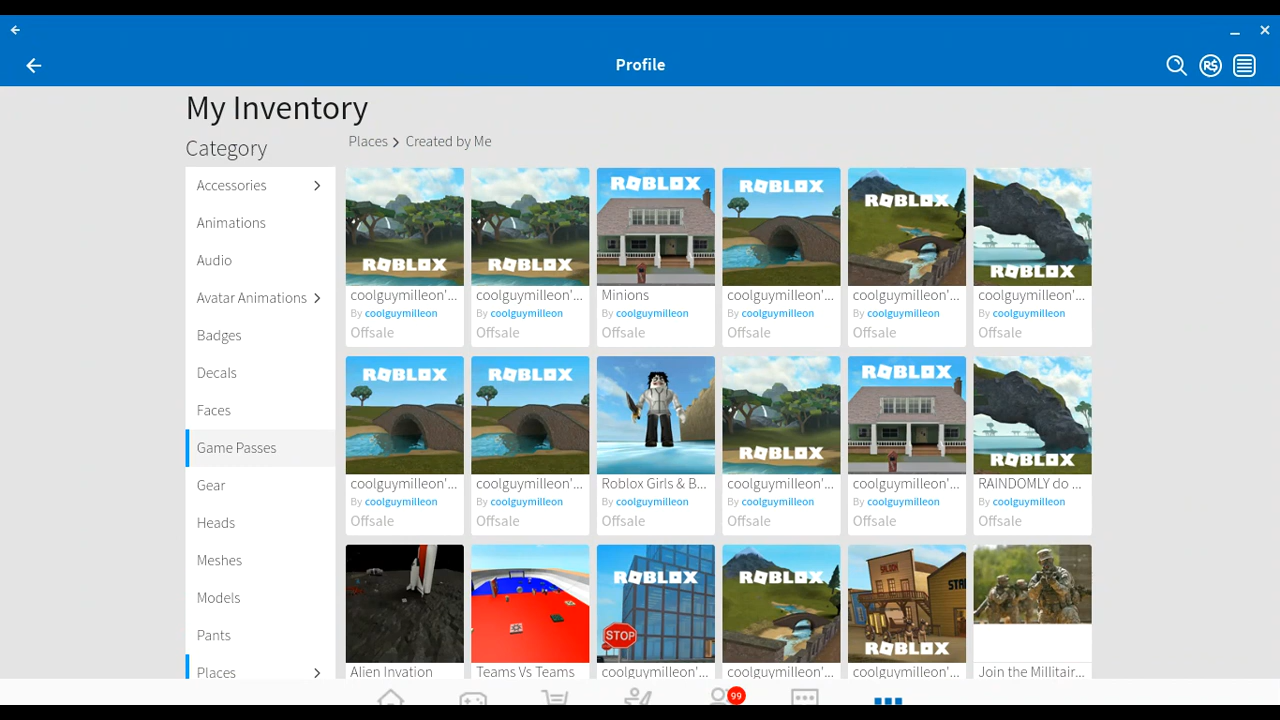 Profile
R$
My Inventory
Category
Places > Created by Me
Accessories
Animations
Audio
Avatar Animations
Badges
Decals
Faces
Game Passes
Gear
Heads
Meshes
Models
Pants
Places
ROBLOX
ROBLOX
ROBLOX
ROBLOX
ROBLOX
ROBLOX
coolguymilleon'...
coolguymilleon'...
Minions
coolguymilleon'...
coolguymilleon'...
coolguymilleon'...
By coolguymilleon
By coolguymilleon
By coolguymilleon
By coolguymilleon
By coolguymilleon
By coolguymilleon
Offsale
Offsale
Offsale
Offsale
Offsale
Offsale
ROBLOX
ROBLOX
ROBLOX
ROBLOX
ROBLOX
coolguymilleon'...
coolguymilleon'...
Roblox Girls & B...
coolguymilleon'...
coolguymilleon'...
RAINDOMLY do ...
By coolguymilleon
By coolguymilleon
By coolguymilleon
By coolguymilleon
By coolguymilleon
By coolguymilleon
Offsale
Offsale
Offsale
Offsale
Offsale
Offsale
ROBLOX
STOP
ROBLOX
SALOON
STA
ROBLOX
Alien Invation
Teams Vs Teams
coolguymilleon'...
coolguymilleon'...
coolguymilleon'...
Join the Millitair...
99